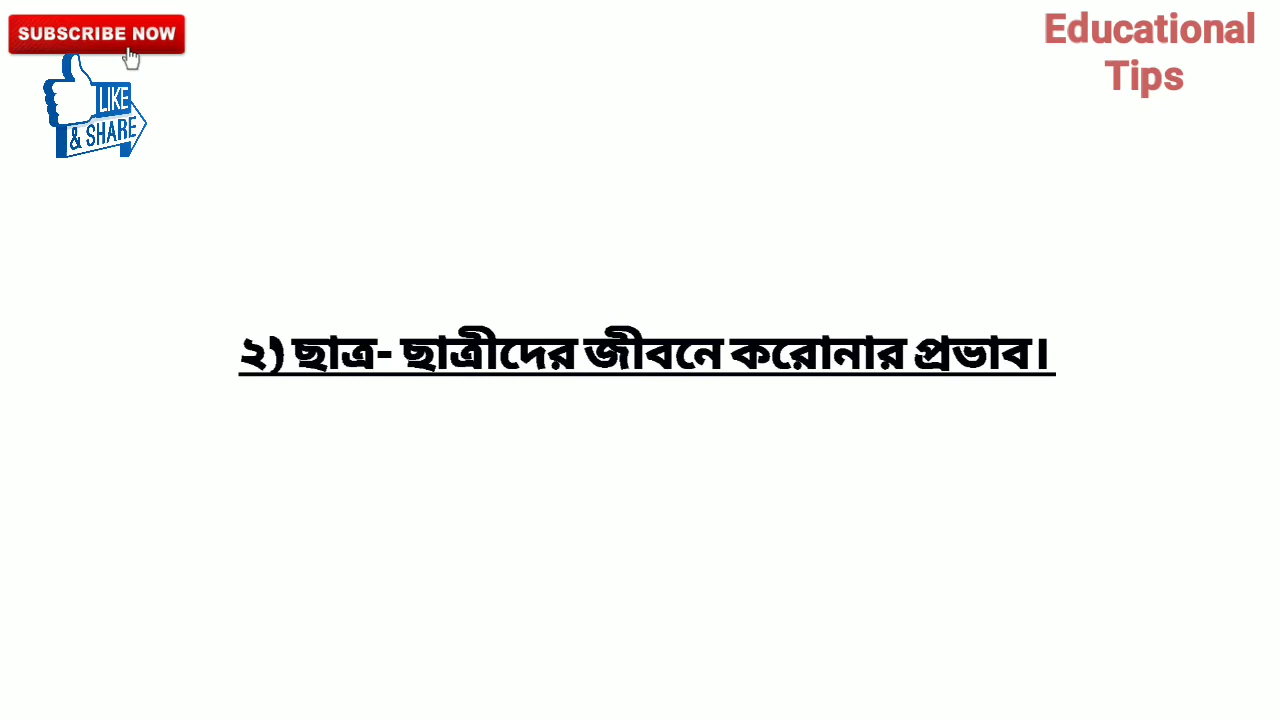 SUBSCRIBE NOW
LIKE
& SHARE
Educational
Tips
২) ছাত্র- ছাত্রীদের জীবনে করোনার প্রভাব।